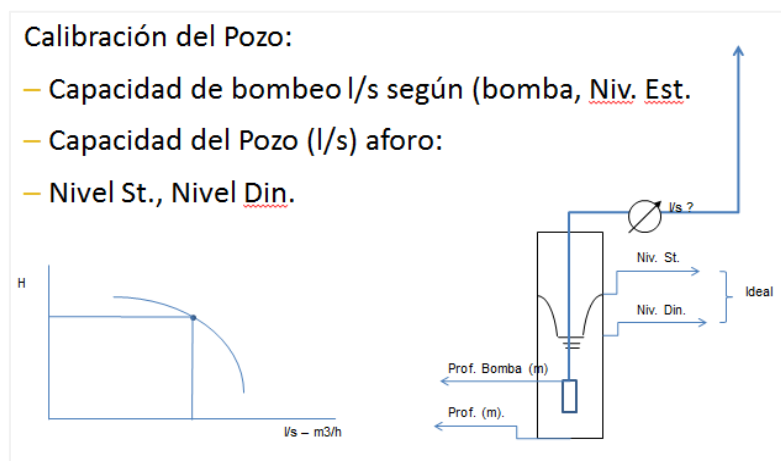 Calibración del Pozo:
– Capacidad de bombeo l/s según (bomba, Niv. Est.
– Capacidad del Pozo (l/s) aforo:
– Nivel St., Nivel Din.
l/s ?
Niv. St.
Ideal
Niv. Din.
H
Prof. Bomba (m)
Prof. (m).
l/s – m3/h